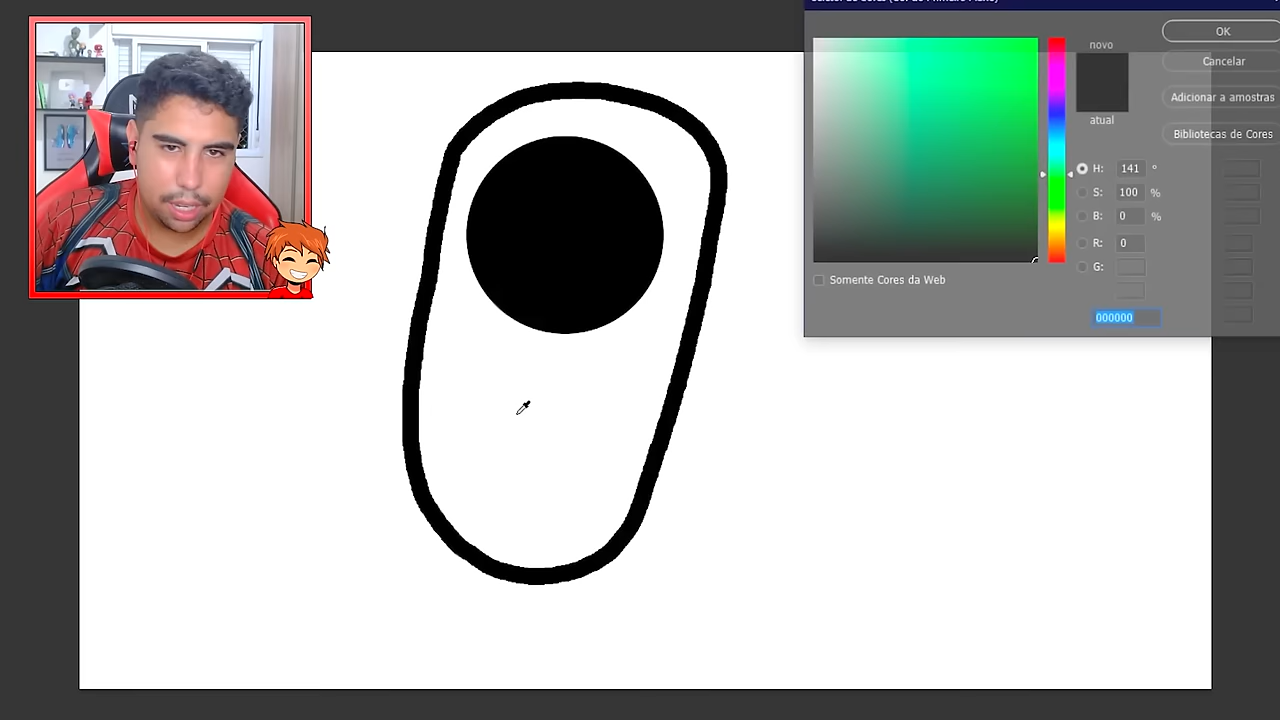 OK
novo
Cancelar
Adicionar a amostras
atual
Bibliotecas de Cores
H: 141 °
S: 100 %
B: 0 %
R: 0
G:
Somente Cores da Web
000000